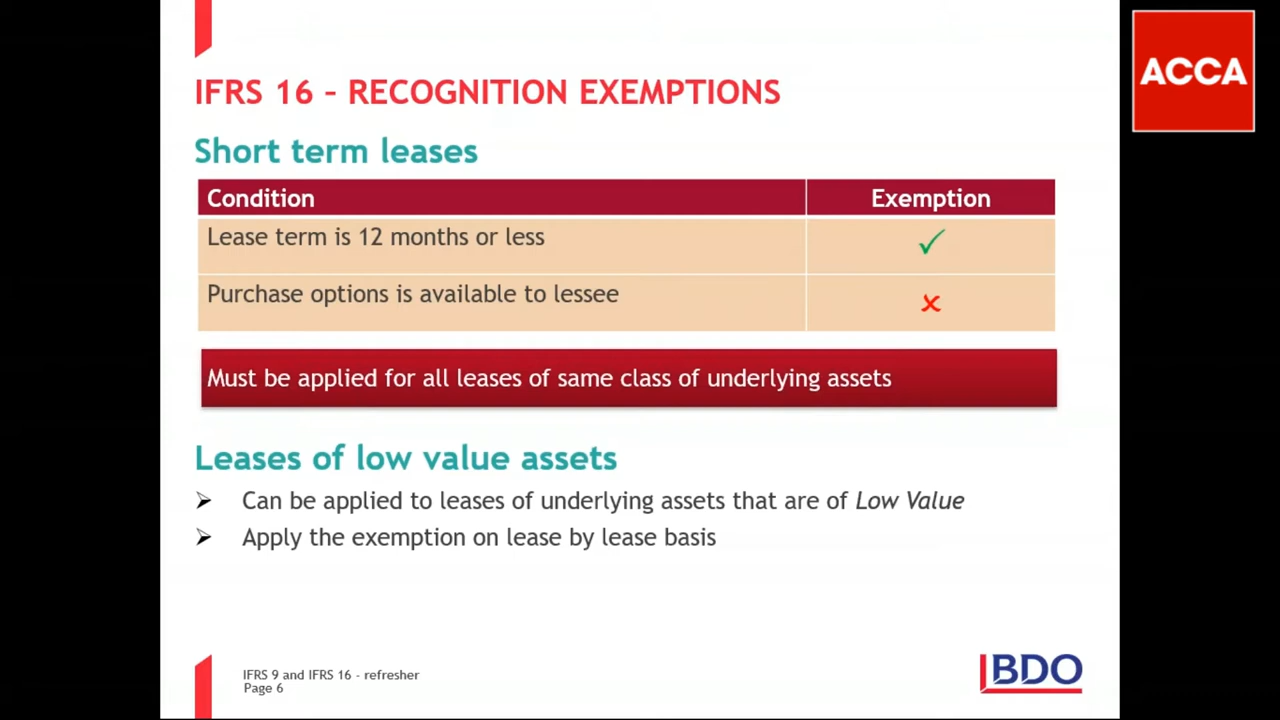 ACCA
IFRS 16 – RECOGNITION EXEMPTIONS
Short term leases
Condition Exemption
Lease term is 12 months or less ✓
Purchase options is available to lessee ×
Must be applied for all leases of same class of underlying assets
Leases of low value assets
Can be applied to leases of underlying assets that are of Low Value
Apply the exemption on lease by lease basis
IFRS 9 and IFRS 16 - refresher
Page 6
BDO